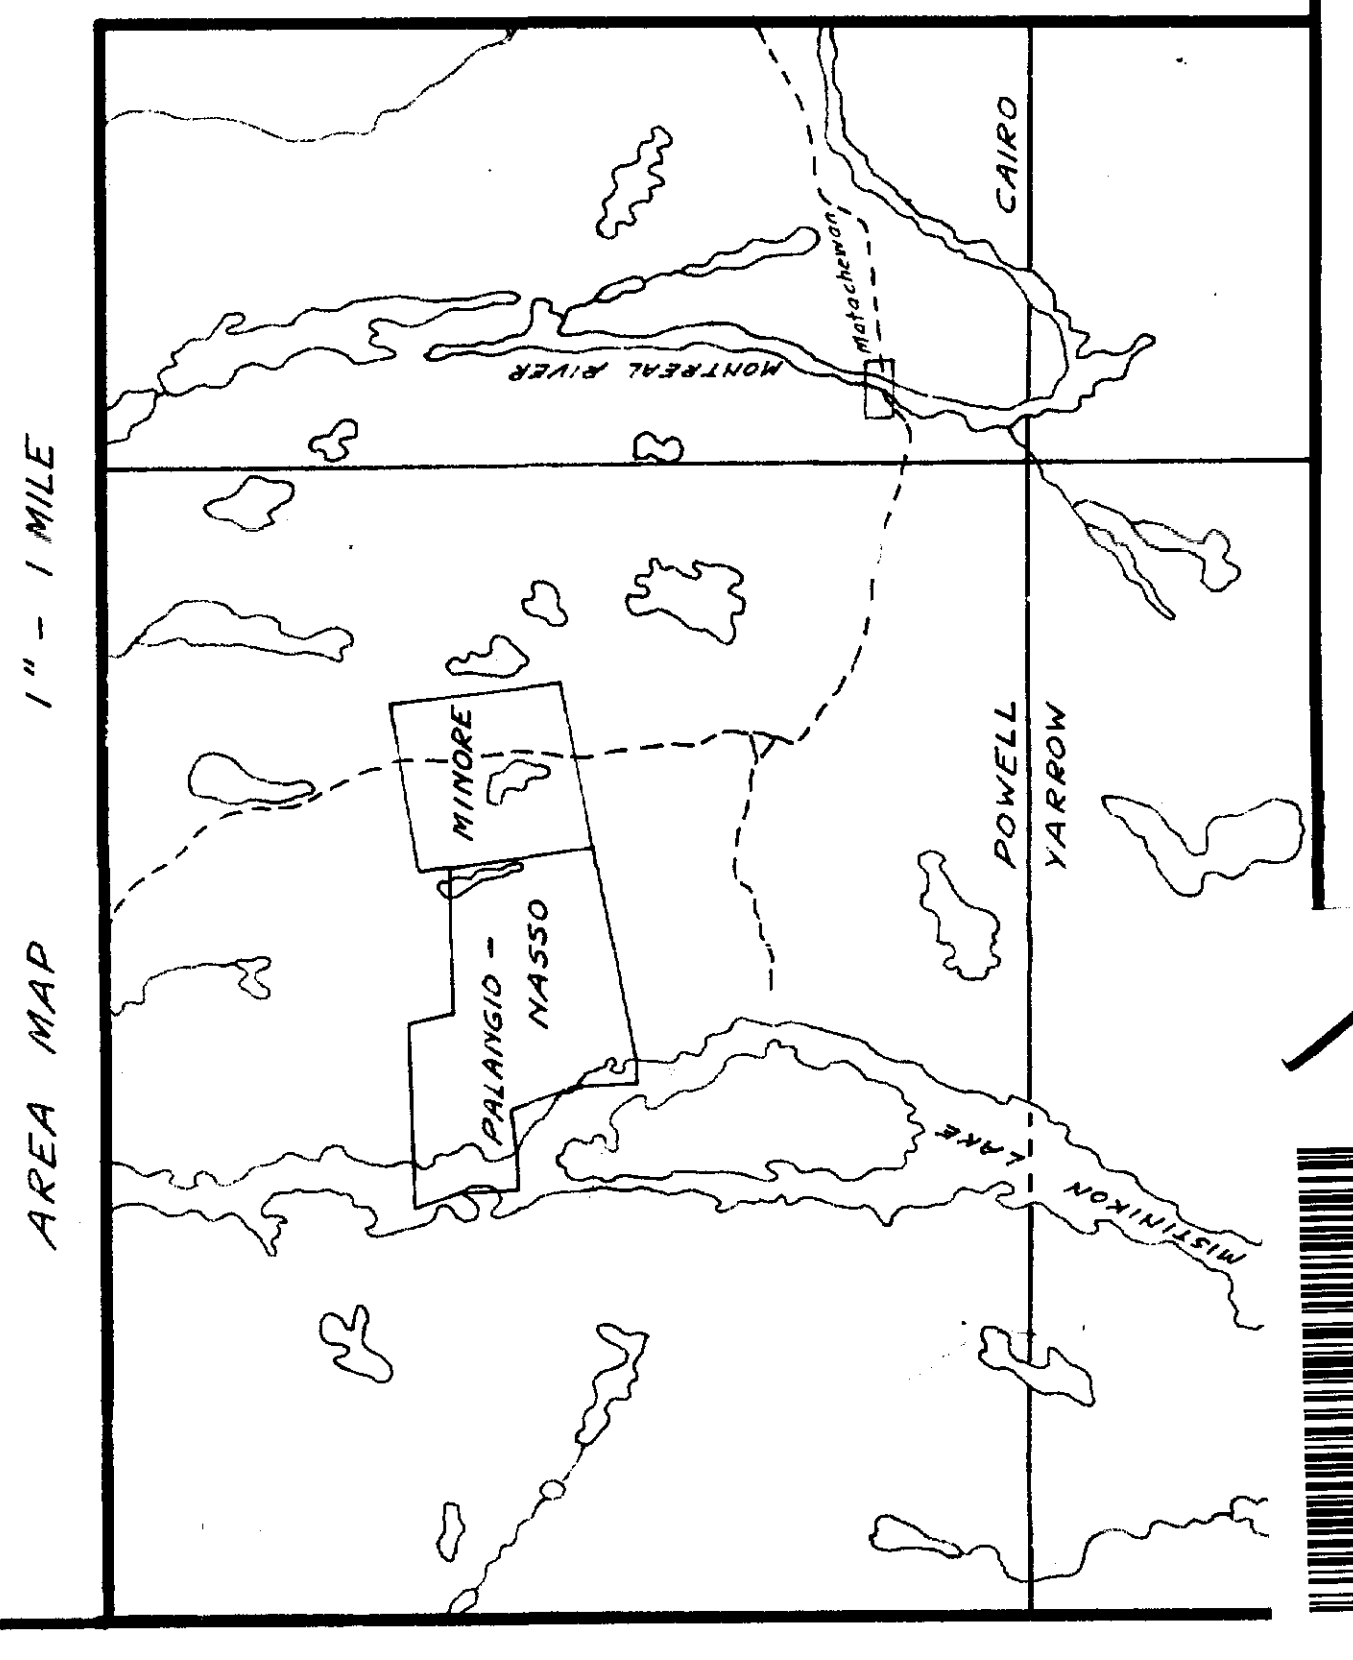 AREA MAP 1" - 1 MILE
MONTREAL RIVER
Matachewan
CAIRO
MINORE
PALANGIO -
NASSO
POWELL
YARROW
MISTINIKON
LAKE